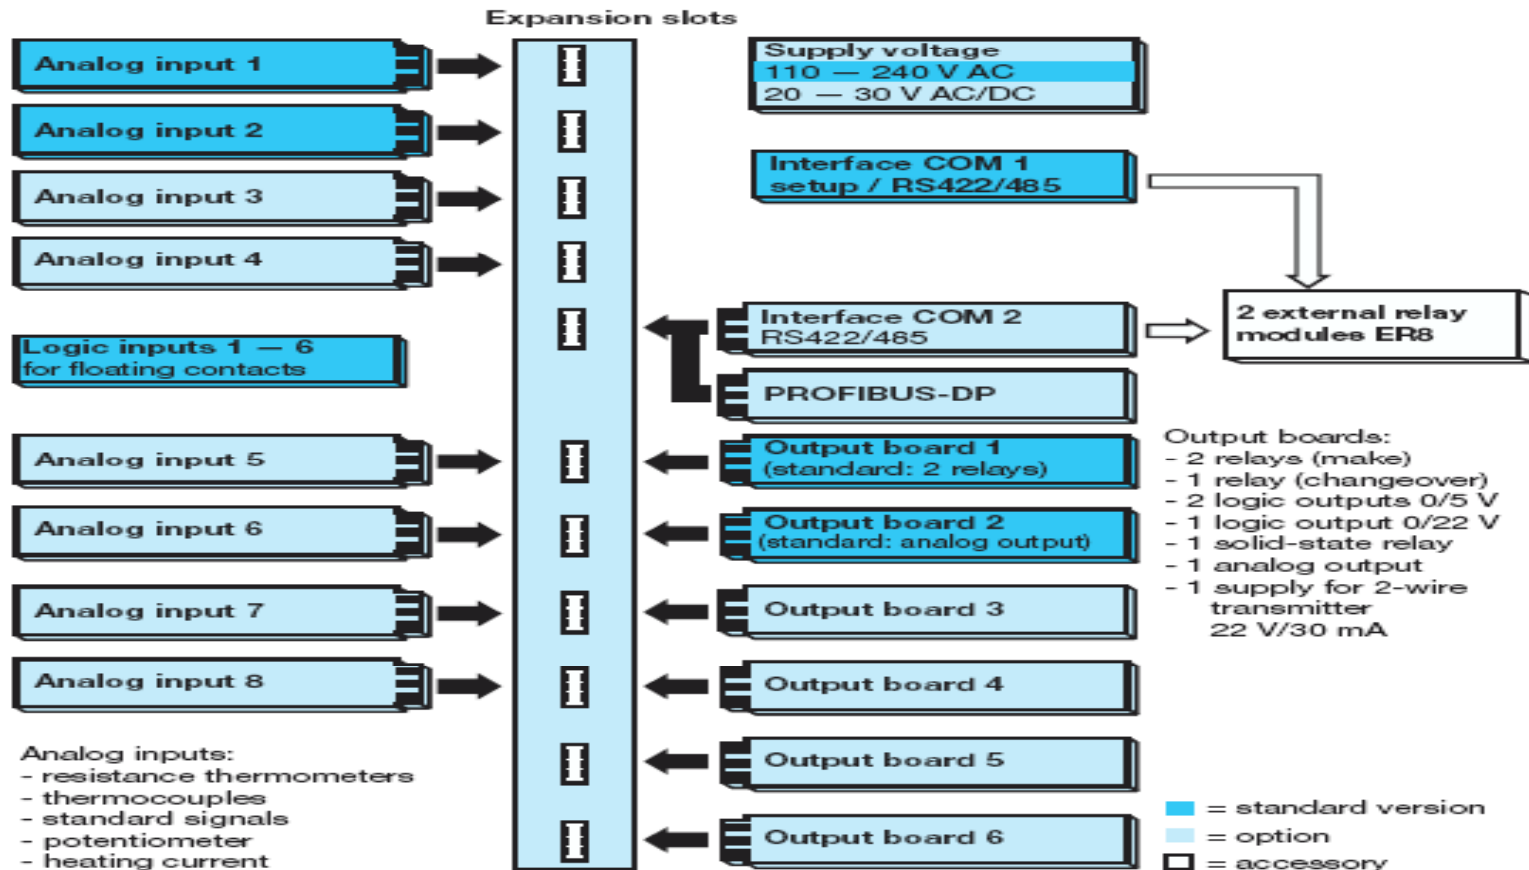 Expansion slots
Analog input 1
Analog input 2
Analog input 3
Analog input 4
Logic inputs 1 — 6
for floating contacts
Analog input 5
Analog input 6
Analog input 7
Analog input 8
Analog inputs:
- resistance thermometers
- thermocouples
- standard signals
- potentiometer
- heating current
Supply voltage
110 — 240 V AC
20 — 30 V AC/DC
Interface COM 1
setup / RS422/485
Interface COM 2
RS422/485
PROFIBUS-DP
Output board 1
(standard: 2 relays)
Output board 2
(standard: analog output)
Output board 3
Output board 4
Output board 5
Output board 6
2 external relay
modules ER8
Output boards:
- 2 relays (make)
- 1 relay (changeover)
- 2 logic outputs 0/5 V
- 1 logic output 0/22 V
- 1 solid-state relay
- 1 analog output
- 1 supply for 2-wire
transmitter
22 V/30 mA
= standard version
= option
= accessory